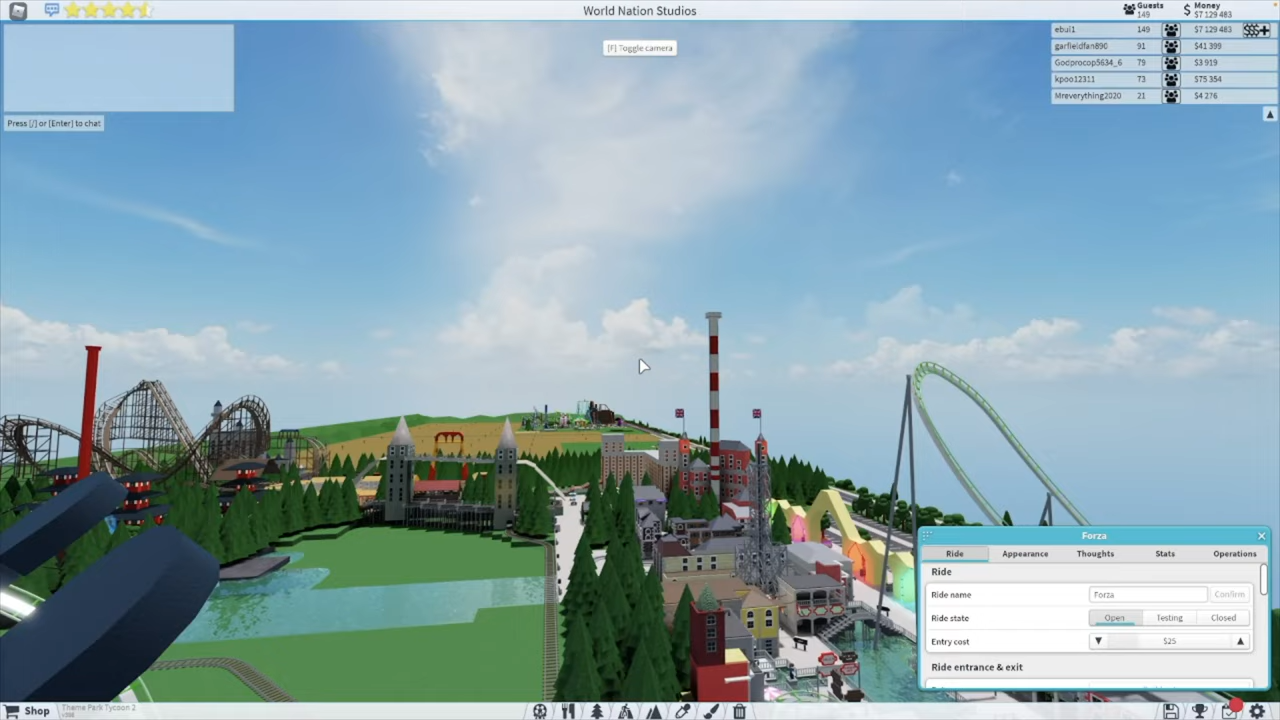 World Nation Studios
Guests
149
Money
$7 129 483
[F] Toggle camera
ebul1 149 $7 129 483 $$$+
garfieldfan890 91 $41 399
Godprocop5634_6 79 $3 919
kpoo12311 73 $75 354
Mreverything2020 21 $4 276
Press [/] or [Enter] to chat
Forza
Ride Appearance Thoughts Stats Operations
Ride
Ride name Forza Confirm
Ride state Open Testing Closed
Entry cost $25
Ride entrance & exit
Shop Theme Park Tycoon 2